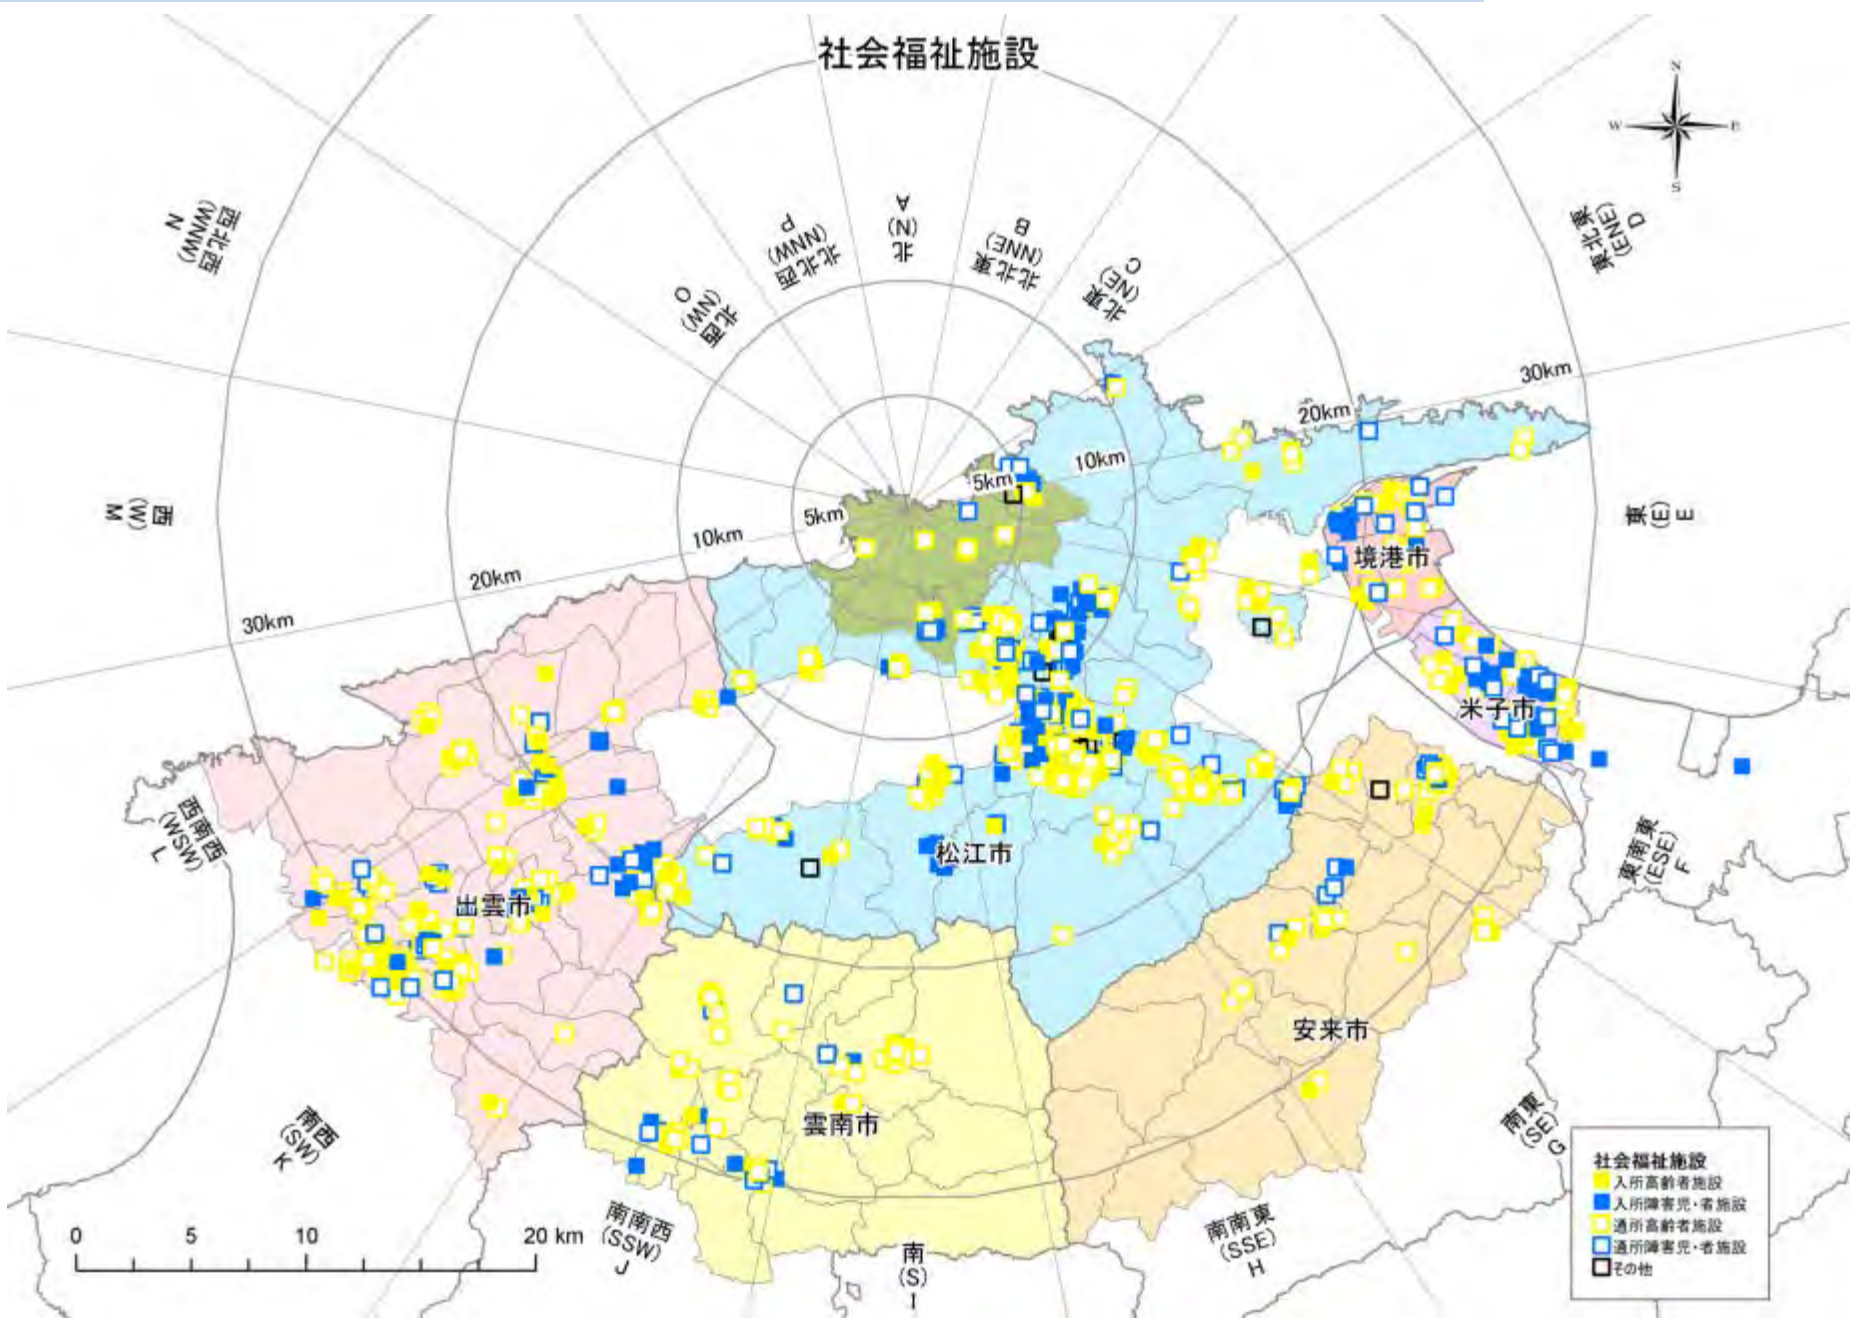 社会福祉施設
N
W
E
S
北
(N)
A
北北東
(NNE)
B
北東
(NE)
C
東北東
(ENE)
D
東
(E)
E
東南東
(ESE)
F
南東
(SE)
G
南南東
(SSE)
H
南
(S)
I
南南西
(SSW)
J
南西
(SW)
K
西南西
(WSW)
L
西
(W)
M
西北西
(WNW)
N
北西
(NW)
O
北北西
(NNW)
P
30km
20km
10km
5km
5km
10km
20km
30km
境港市
米子市
松江市
出雲市
安来市
雲南市
0 5 10 20 km
社会福祉施設
入所高齢者施設
入所障害児・者施設
通所高齢者施設
通所障害児・者施設
その他